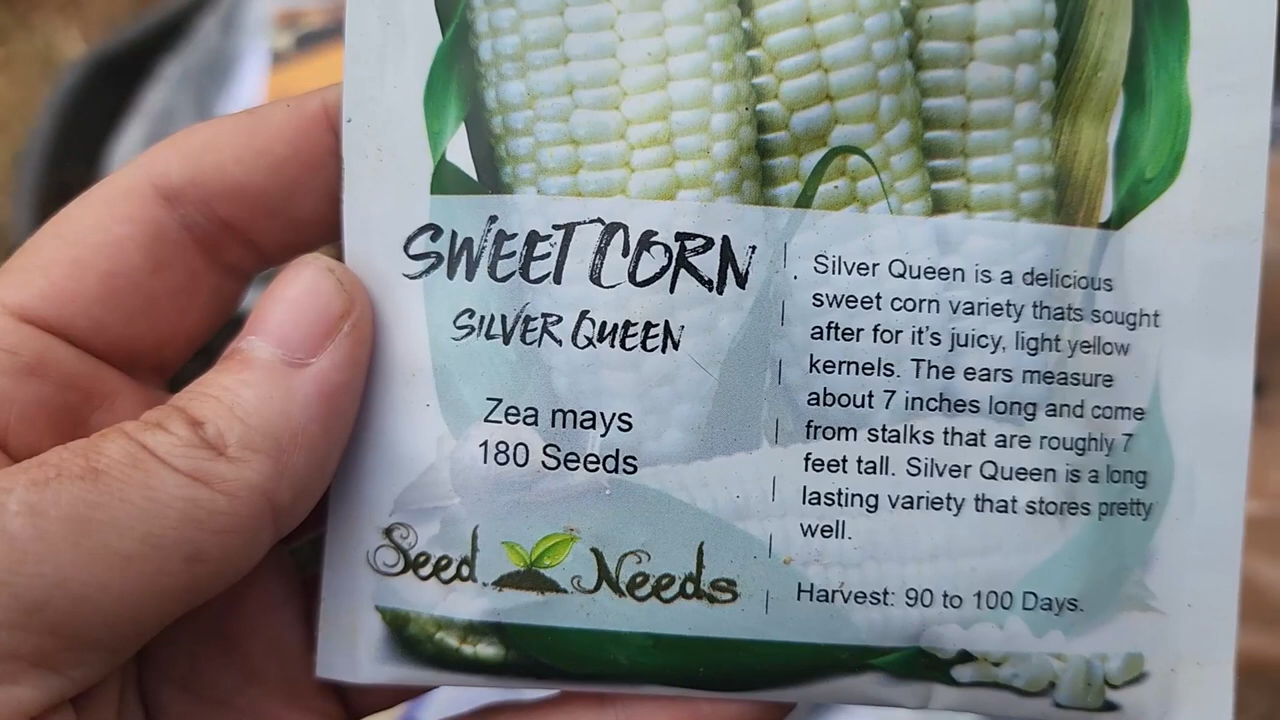 SWEET CORN
SILVER QUEEN
Zea mays
180 Seeds
Seed Needs
Silver Queen is a delicious
sweet corn variety thats sought
after for it's juicy, light yellow
kernels. The ears measure
about 7 inches long and come
from stalks that are roughly 7
feet tall. Silver Queen is a long
lasting variety that stores pretty
well.
Harvest: 90 to 100 Days.